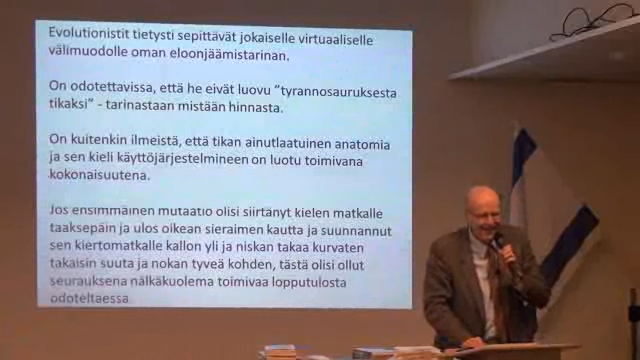 Evolutionistit tietysti sepittävät jokaiselle virtuaaliselle
välimuodolle oman eloonjäämistarinan.
On odotettavissa, että he eivät luovu “tyrannosauruksesta
tikaksi” - tarinastaan mistään hinnasta.
On kuitenkin ilmeistä, että tikan ainutlaatuinen anatomia
ja sen kieli käyttöjärjestelmineen on luotu toimivana
kokonaisuutena.
Jos ensimmäinen mutaatio olisi siirtänyt kielen matkalle
taaksepäin ja ulos oikean sieraimen kautta ja suunnannut
sen kiertomatkalle kallon yli ja niskan takaa kurvaten
takaisin suuta ja nokan tyveä kohden, tästä olisi ollut
seurauksena nälkäkuolema toimivaa lopputulosta
odoteltaessa